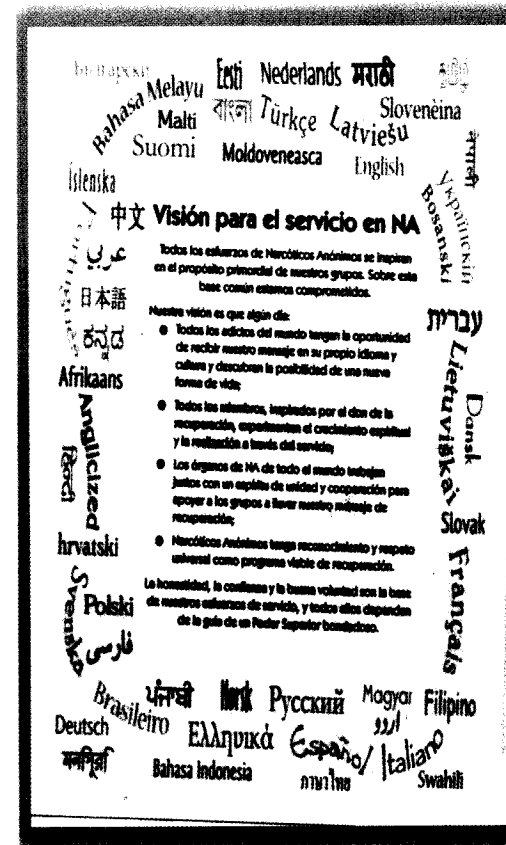 Eesti Nederlands मराठी
Bahasa Melayu
Malti বাংলা Türkçe Latviešu Slovenčina
Suomi Moldoveneasca English
Íslenska
Українскій
Bosanski
中文 Visión para el servicio en NA
عربي
日本語
ಕನ್ನಡ
Afrikaans
Anglicized
हिन्दी
hrvatski
Svenska
Polski
فارسی
Todos los esfuerzos de Narcóticos Anónimos se inspiran
en el propósito primordial de nuestros grupos. Sobre esta
base común estamos comprometidos.
Nuestra visión es que algún día:
● Todos los adictos del mundo tengan la oportunidad
de recibir nuestro mensaje en su propio idioma y
cultura y descubran la posibilidad de una nueva
forma de vida;
● Todos los miembros, inspirados por el don de la
recuperación, experimenten el crecimiento espiritual
y la realización a través del servicio;
● Los órganos de NA de todo el mundo trabajen
juntos con un espíritu de unidad y cooperación para
apoyar a los grupos a llevar nuestro mensaje de
recuperación;
● Narcóticos Anónimos tenga reconocimiento y respeto
universal como programa viable de recuperación.
La honestidad, la confianza y la buena voluntad son la base
de nuestros esfuerzos de servicio, y todos ellos dependen
de la guía de un Poder Superior bondadoso.
עברית
Lietuviškai
Dansk
Slovak
Français
Brasileiro ਪੰਜਾਬੀ Norsk Русский Magyar Filipino
Deutsch Ελληνικά Español اردو Italiano
Bahasa Indonesia ภาษาไทย Swahili